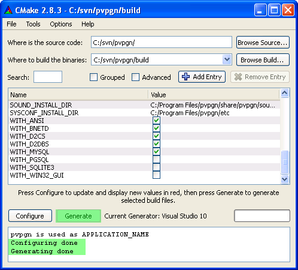 CMake 2.8.3 - C:/svn/pvpgn/build
File Tools Options Help
Where is the source code: C:/svn/pvpgn/ Browse Source...
Where to build the binaries: C:/svn/pvpgn/build Browse Build...
Search: Grouped Advanced Add Entry Remove Entry
Name Value
SOUND_INSTALL_DIR C:/Program Files/pvpgn/share/pvpgn/sou...
SYSCONF_INSTALL_DIR C:/Program Files/pvpgn/etc
WITH_ANSI
WITH_BNETD
WITH_D2CS
WITH_D2DBS
WITH_MYSQL
WITH_PGSQL
WITH_SQLITE3
WITH_WIN32_GUI
Press Configure to update and display new values in red, then press Generate to generate
selected build files.
Configure Generate Current Generator: Visual Studio 10
pvpgn is used as APPLICATION_NAME
Configuring done
Generating done